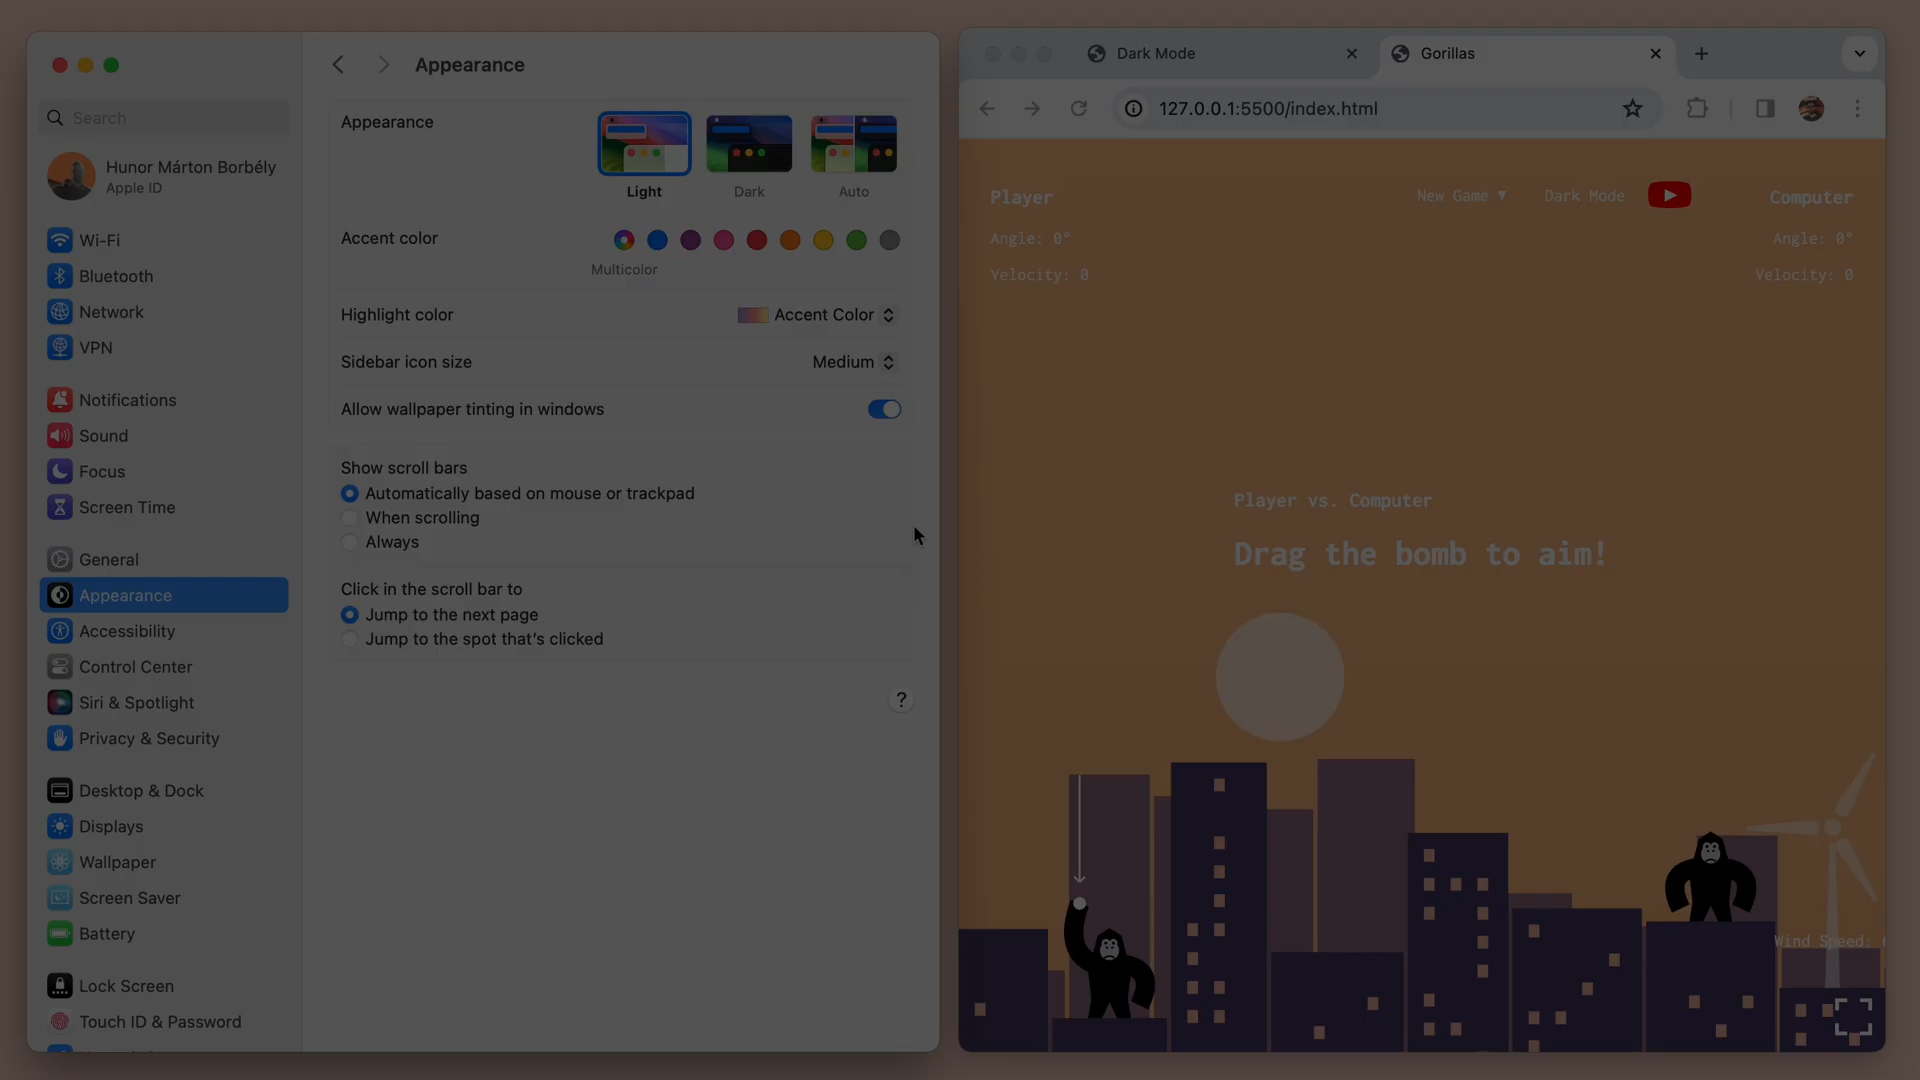 Appearance
Search
Hunor Márton Borbély
Apple ID
Wi-Fi
Bluetooth
Network
VPN
Notifications
Sound
Focus
Screen Time
General
Appearance
Accessibility
Control Center
Siri & Spotlight
Privacy & Security
Desktop & Dock
Displays
Wallpaper
Screen Saver
Battery
Lock Screen
Touch ID & Password
Appearance
Light
Dark
Auto
Accent color
Multicolor
Highlight color
Accent Color
Sidebar icon size
Medium
Allow wallpaper tinting in windows
Show scroll bars
Automatically based on mouse or trackpad
When scrolling
Always
Click in the scroll bar to
Jump to the next page
Jump to the spot that's clicked
?
Dark Mode
Gorillas
127.0.0.1:5500/index.html
Player
Angle: 0°
Velocity: 0
New Game ▼
Dark Mode
Computer
Angle: 0°
Velocity: 0
Player vs. Computer
Drag the bomb to aim!
Wind Speed: